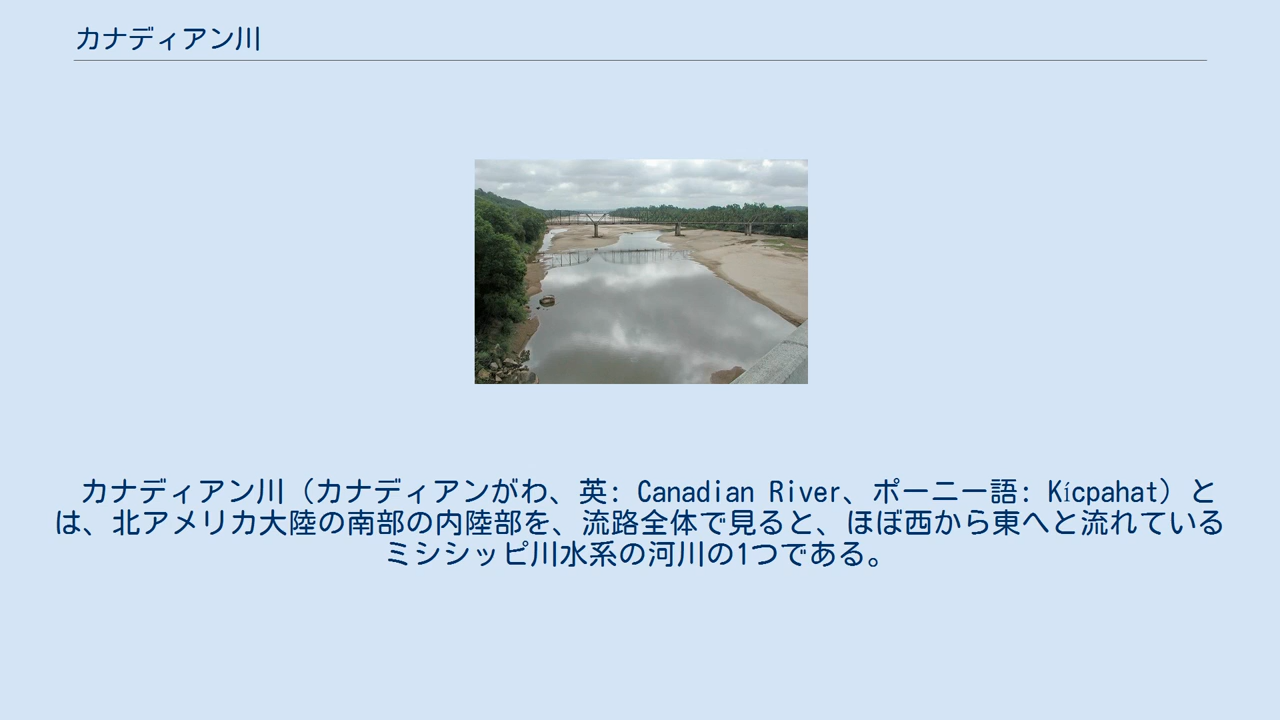 カナディアン川
カナディアン川（カナディアンがわ、英: Canadian River、ポーニー語: Kícpahat）と
は、北アメリカ大陸の南部の内陸部を、流路全体で見ると、ほぼ西から東へと流れている
ミシシッピ川水系の河川の1つである。